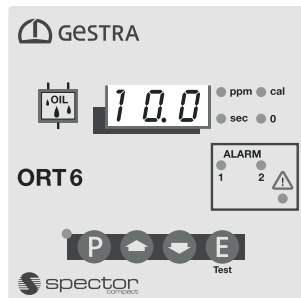 GESTRA
OIL
10.0
ppm cal
sec 0
ALARM
1 2
ORT 6
P E
Test
spector
compact